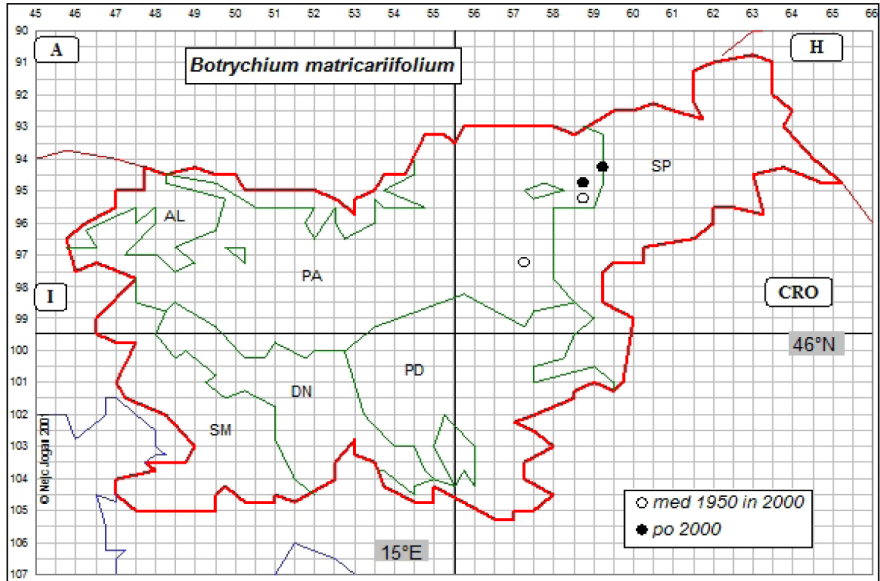 45 46 47 48 49 50 51 52 53 54 55 56 57 58 59 60 61 62 63 64 65 66
90
A
H
Botrychium matricariifolium
91
92
93
94
SP
95
AL
96
97
PA
98
I
CRO
99
46°N
100
PD
101
DN
102
SM
103
© Nejc Jogan 2001
104
med 1950 in 2000
105
po 2000
106
15°E
107